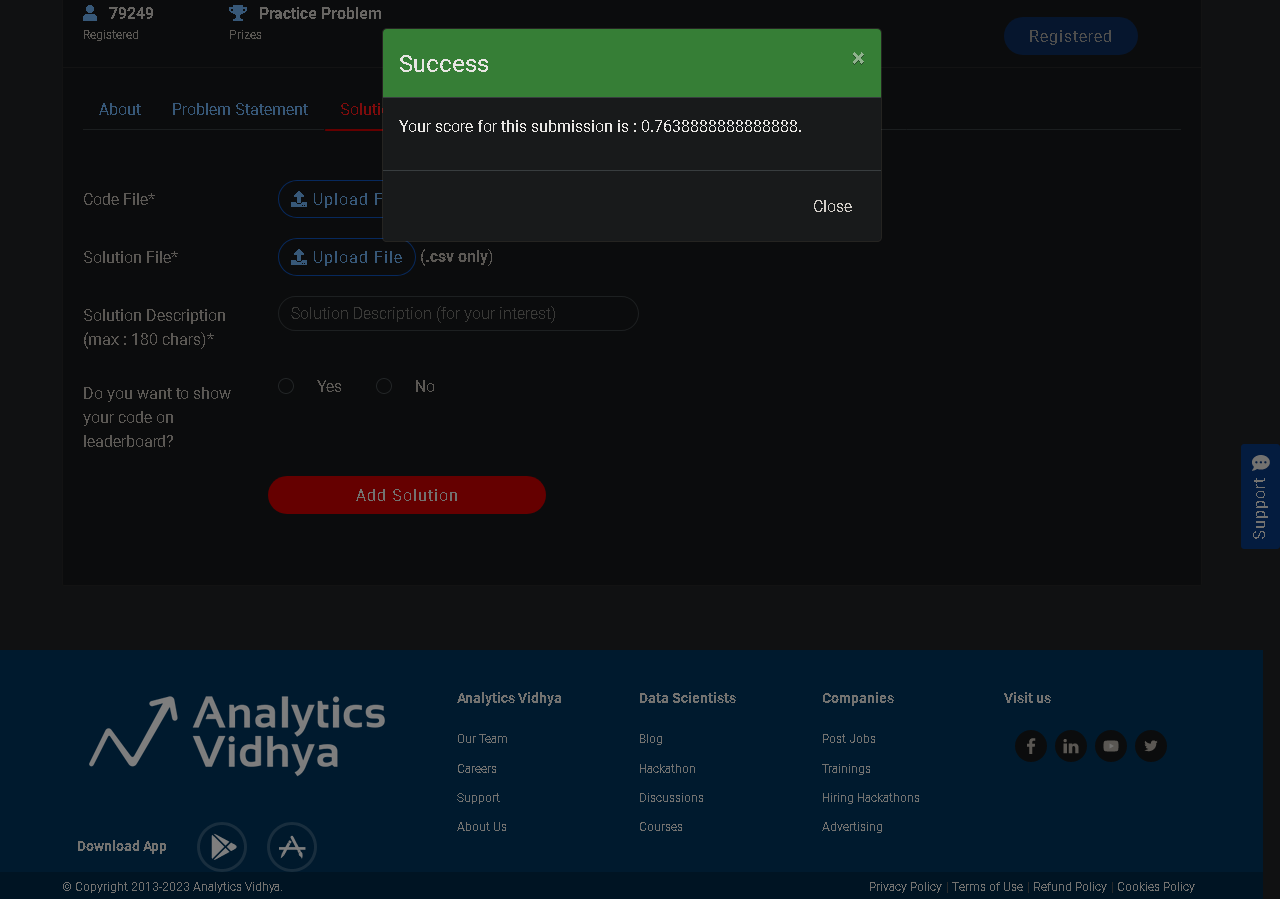 79249
Registered
Practice Problem
Prizes
Registered
Success
×
Your score for this submission is : 0.7638888888888888.
Close
About
Problem Statement
Soluti
Code File*
Upload F
Solution File*
Upload File
(.csv only)
Solution Description
(max : 180 chars)*
Solution Description (for your interest)
Do you want to show
your code on
leaderboard?
Yes
No
Add Solution
Support
Analytics
Vidhya
Download App
Analytics Vidhya
Our Team
Careers
Support
About Us
Data Scientists
Blog
Hackathon
Discussions
Courses
Companies
Post Jobs
Trainings
Hiring Hackathons
Advertising
Visit us
© Copyright 2013-2023 Analytics Vidhya.
Privacy Policy | Terms of Use | Refund Policy | Cookies Policy